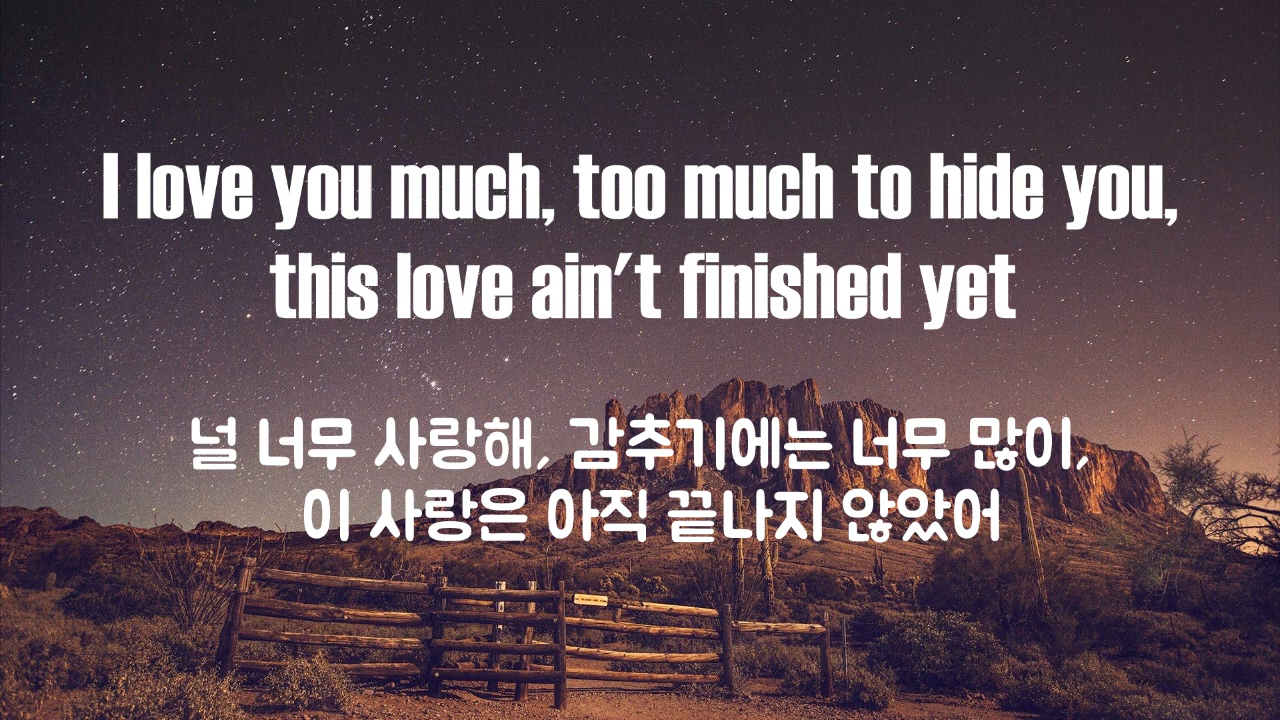 I love you much, too much to hide you,
this love ain't finished yet
널 너무 사랑해, 감추기에는 너무 많이,
이 사랑은 아직 끝나지 않았어